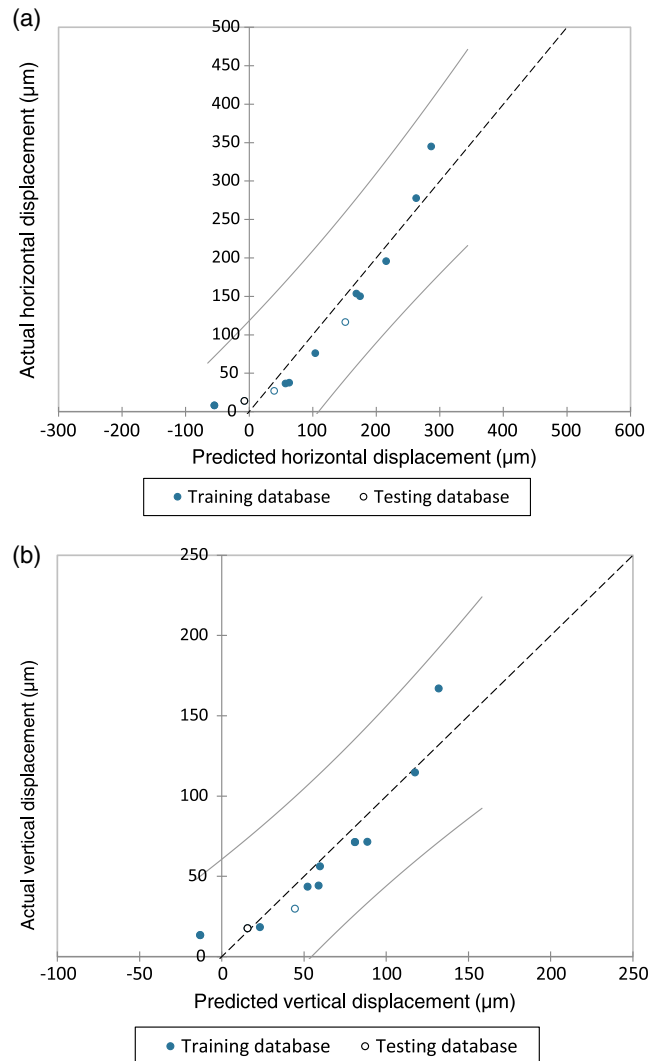 (a)
Actual horizontal displacement (µm)
500
450
400
350
300
250
200
150
100
50
0
-300 -200 -100 0 100 200 300 400 500 600
Predicted horizontal displacement (µm)
Training database Testing database
(b)
Actual vertical displacement (µm)
250
200
150
100
50
0
-100 -50 0 50 100 150 200 250
Predicted vertical displacement (µm)
Training database Testing database